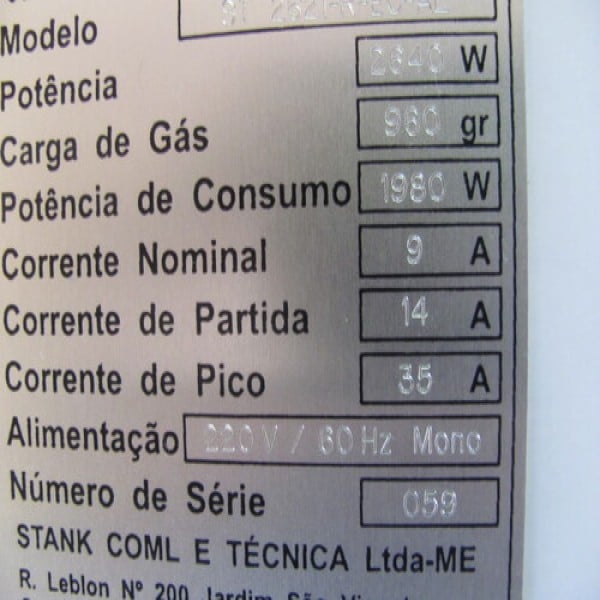 Modelo
Potência 2640 W
Carga de Gás 960 gr
Potência de Consumo 1980 W
Corrente Nominal 9 A
Corrente de Partida 14 A
Corrente de Pico 35 A
Alimentação 220 V / 60 Hz Mono
Número de Série 059
STANK COML E TÉCNICA Ltda-ME
R. Leblon Nº 200 Jardim São